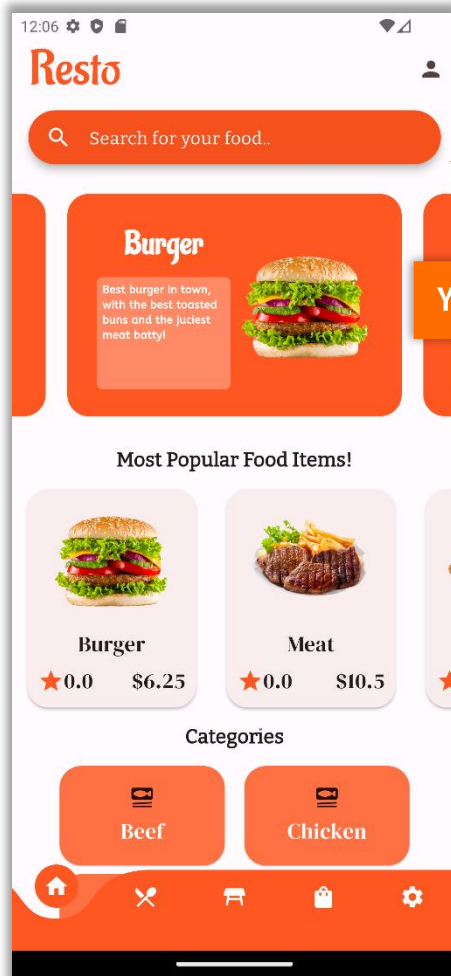 12:06
Resto
Search for your food..
Burger
Best burger in town,
with the best toasted
buns and the juciest
meat batty!
Y
Most Popular Food Items!
Burger
Meat
0.0 $6.25
0.0 $10.5
Categories
Beef
Chicken